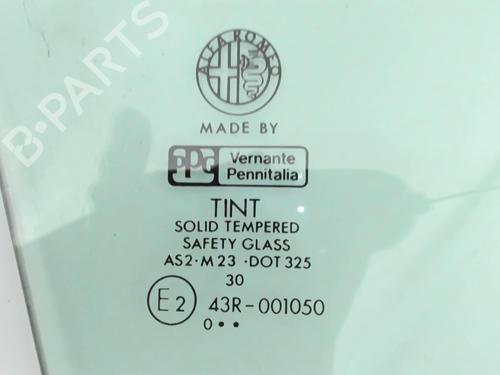 B-PARTS
ALFA ROMEO
MADE BY
PPG Vernante
Pennitalia
TINT
SOLID TEMPERED
SAFETY GLASS
AS2·M23 ·DOT 325
30
E2 43R-001050
0 • •